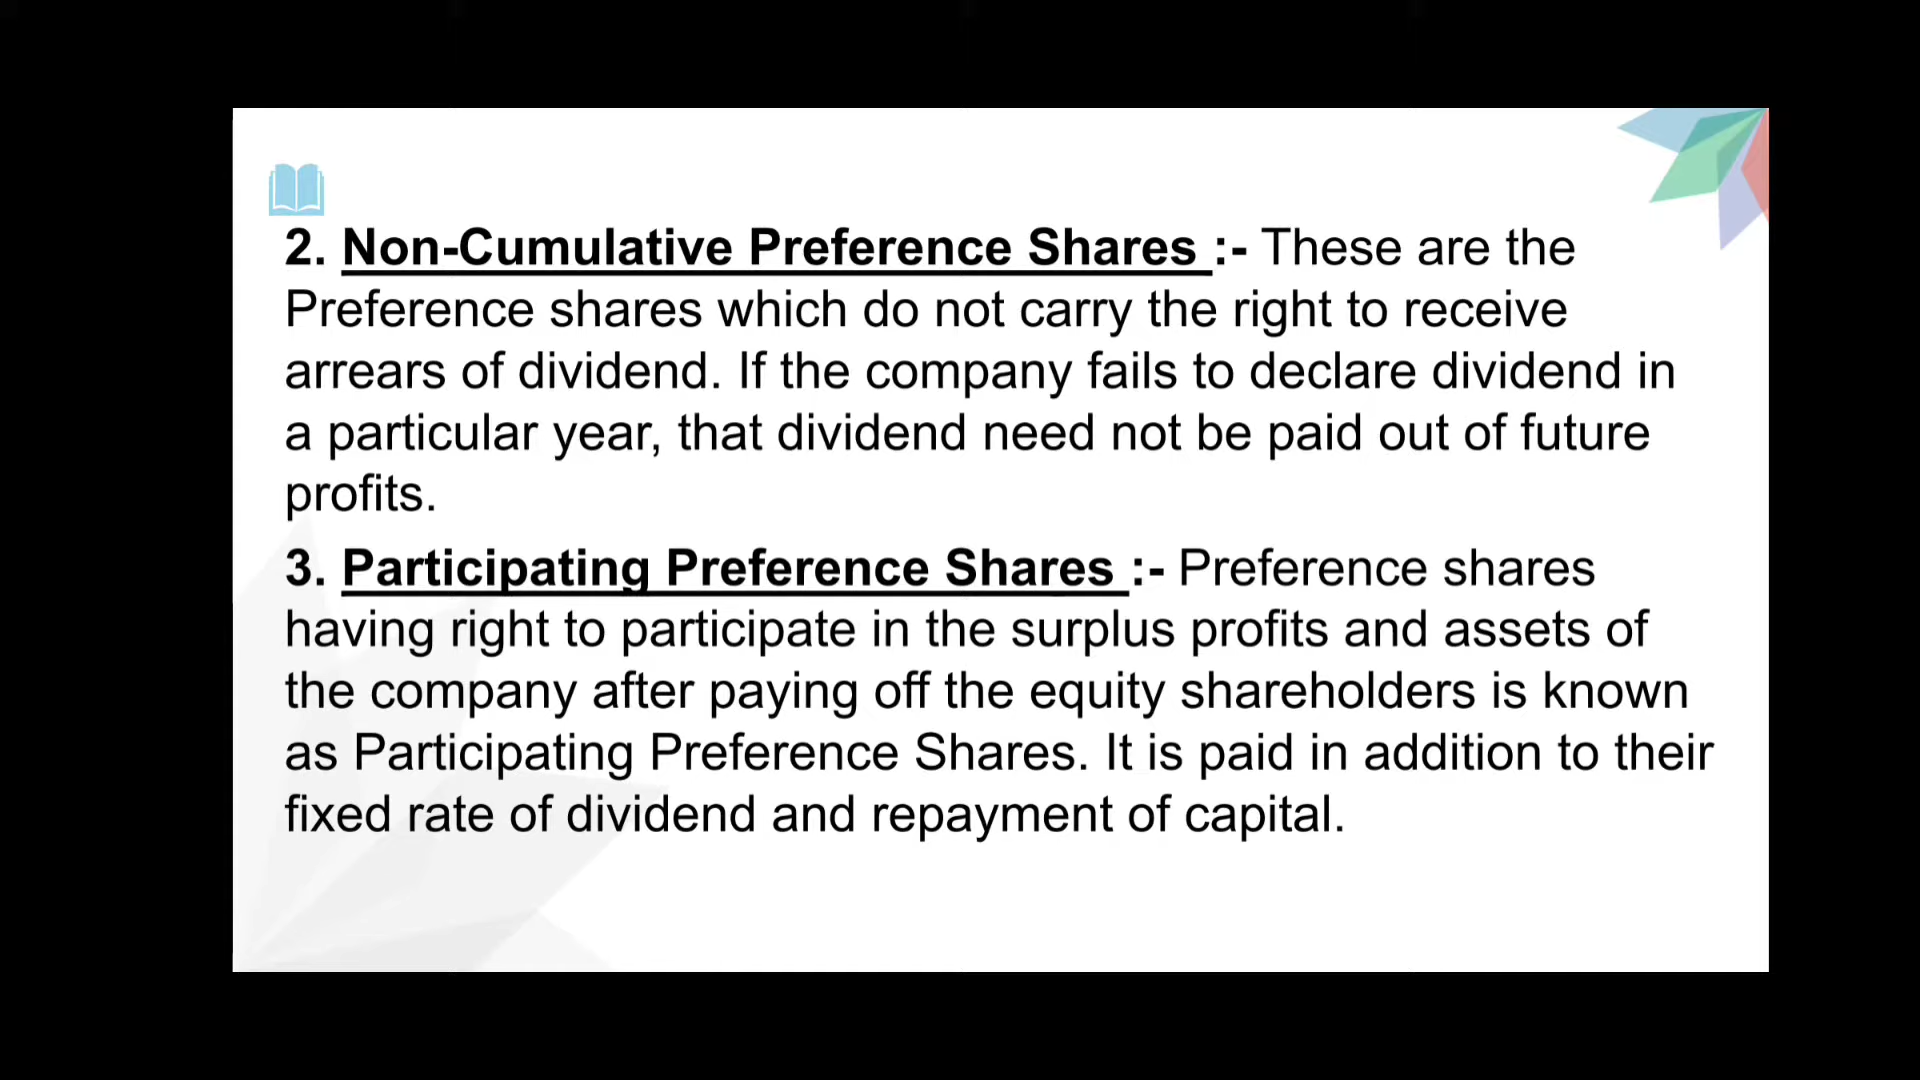 2. Non-Cumulative Preference Shares :- These are the
Preference shares which do not carry the right to receive
arrears of dividend. If the company fails to declare dividend in
a particular year, that dividend need not be paid out of future
profits.
3. Participating Preference Shares :- Preference shares
having right to participate in the surplus profits and assets of
the company after paying off the equity shareholders is known
as Participating Preference Shares. It is paid in addition to their
fixed rate of dividend and repayment of capital.